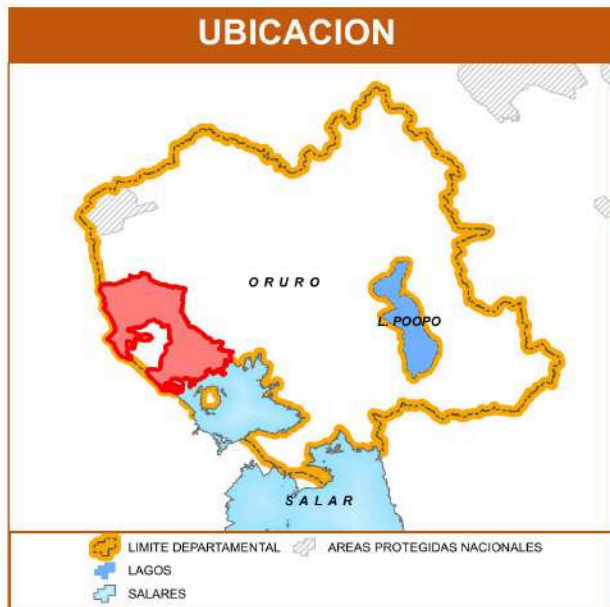 UBICACION
ORURO
L. POOPO
SALAR
LIMITE DEPARTAMENTAL
AREAS PROTEGIDAS NACIONALES
LAGOS
SALARES